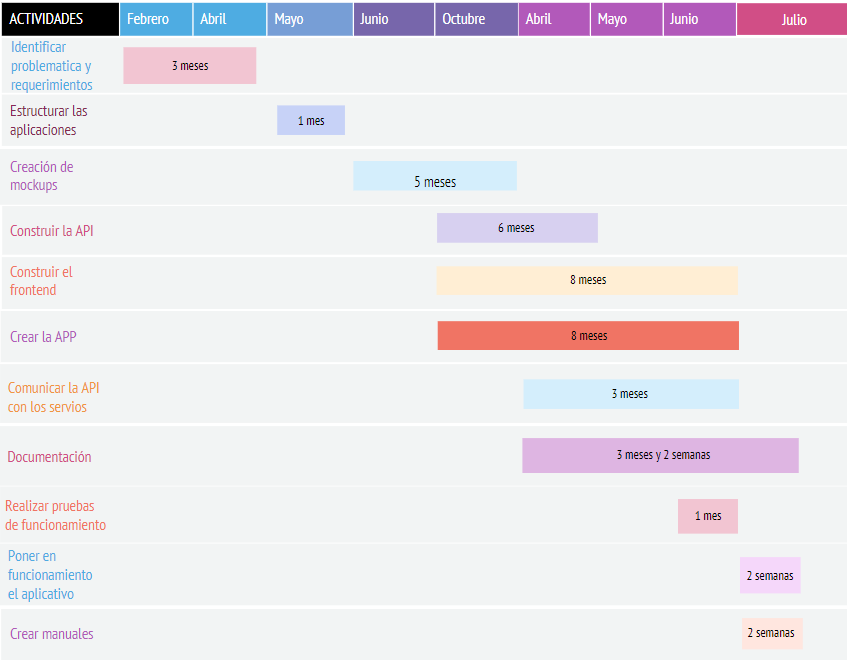 ACTIVIDADES Febrero Abril Mayo Junio Octubre Abril Mayo Junio Julio
Identificar
problematica y
requerimientos
3 meses
Estructurar las
aplicaciones
1 mes
Creación de
mockups
5 meses
Construir la API
6 meses
Construir el
frontend
8 meses
Crear la APP
8 meses
Comunicar la API
con los servios
3 meses
Documentación
3 meses y 2 semanas
Realizar pruebas
de funcionamiento
1 mes
Poner en
funcionamiento
el aplicativo
2 semanas
Crear manuales
2 semanas